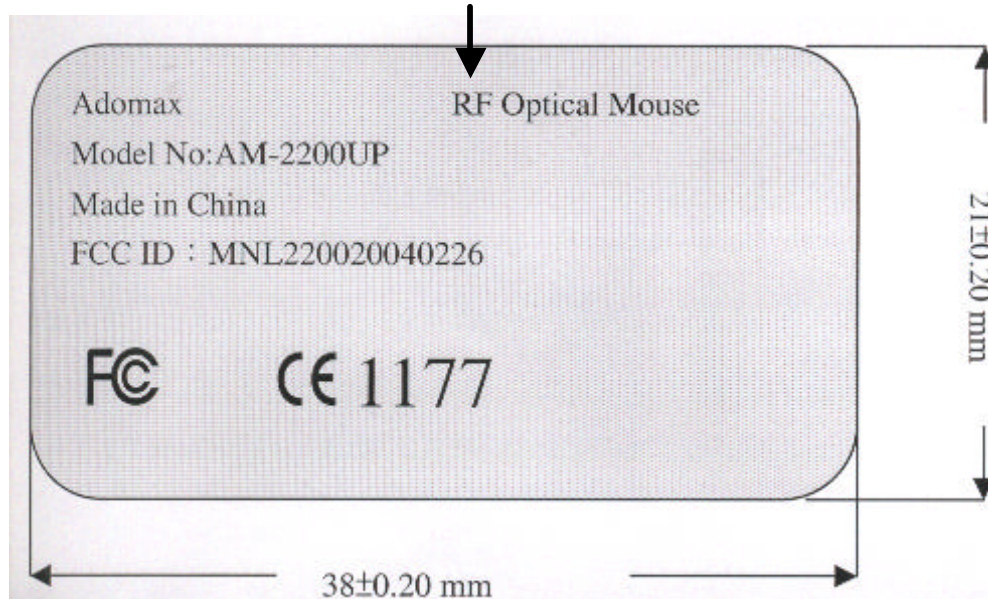 Adomax RF Optical Mouse
Model No:AM-2200UP
Made in China
FCC ID : MNL220020040226
FC CE 1177
21±0.20 mm
38±0.20 mm